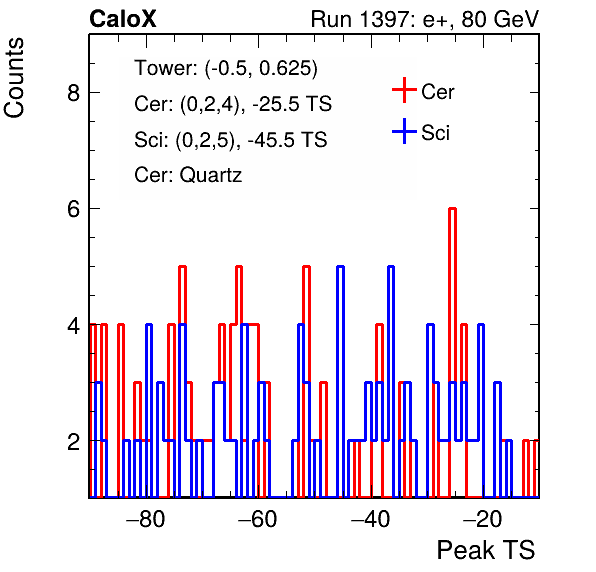 CaloX Run 1397: e+, 80 GeV
Counts
Tower: (-0.5, 0.625)
Cer: (0,2,4), -25.5 TS
Sci: (0,2,5), -45.5 TS
Cer: Quartz
Cer
Sci
8
6
4
2
−80 −60 −40 −20
Peak TS